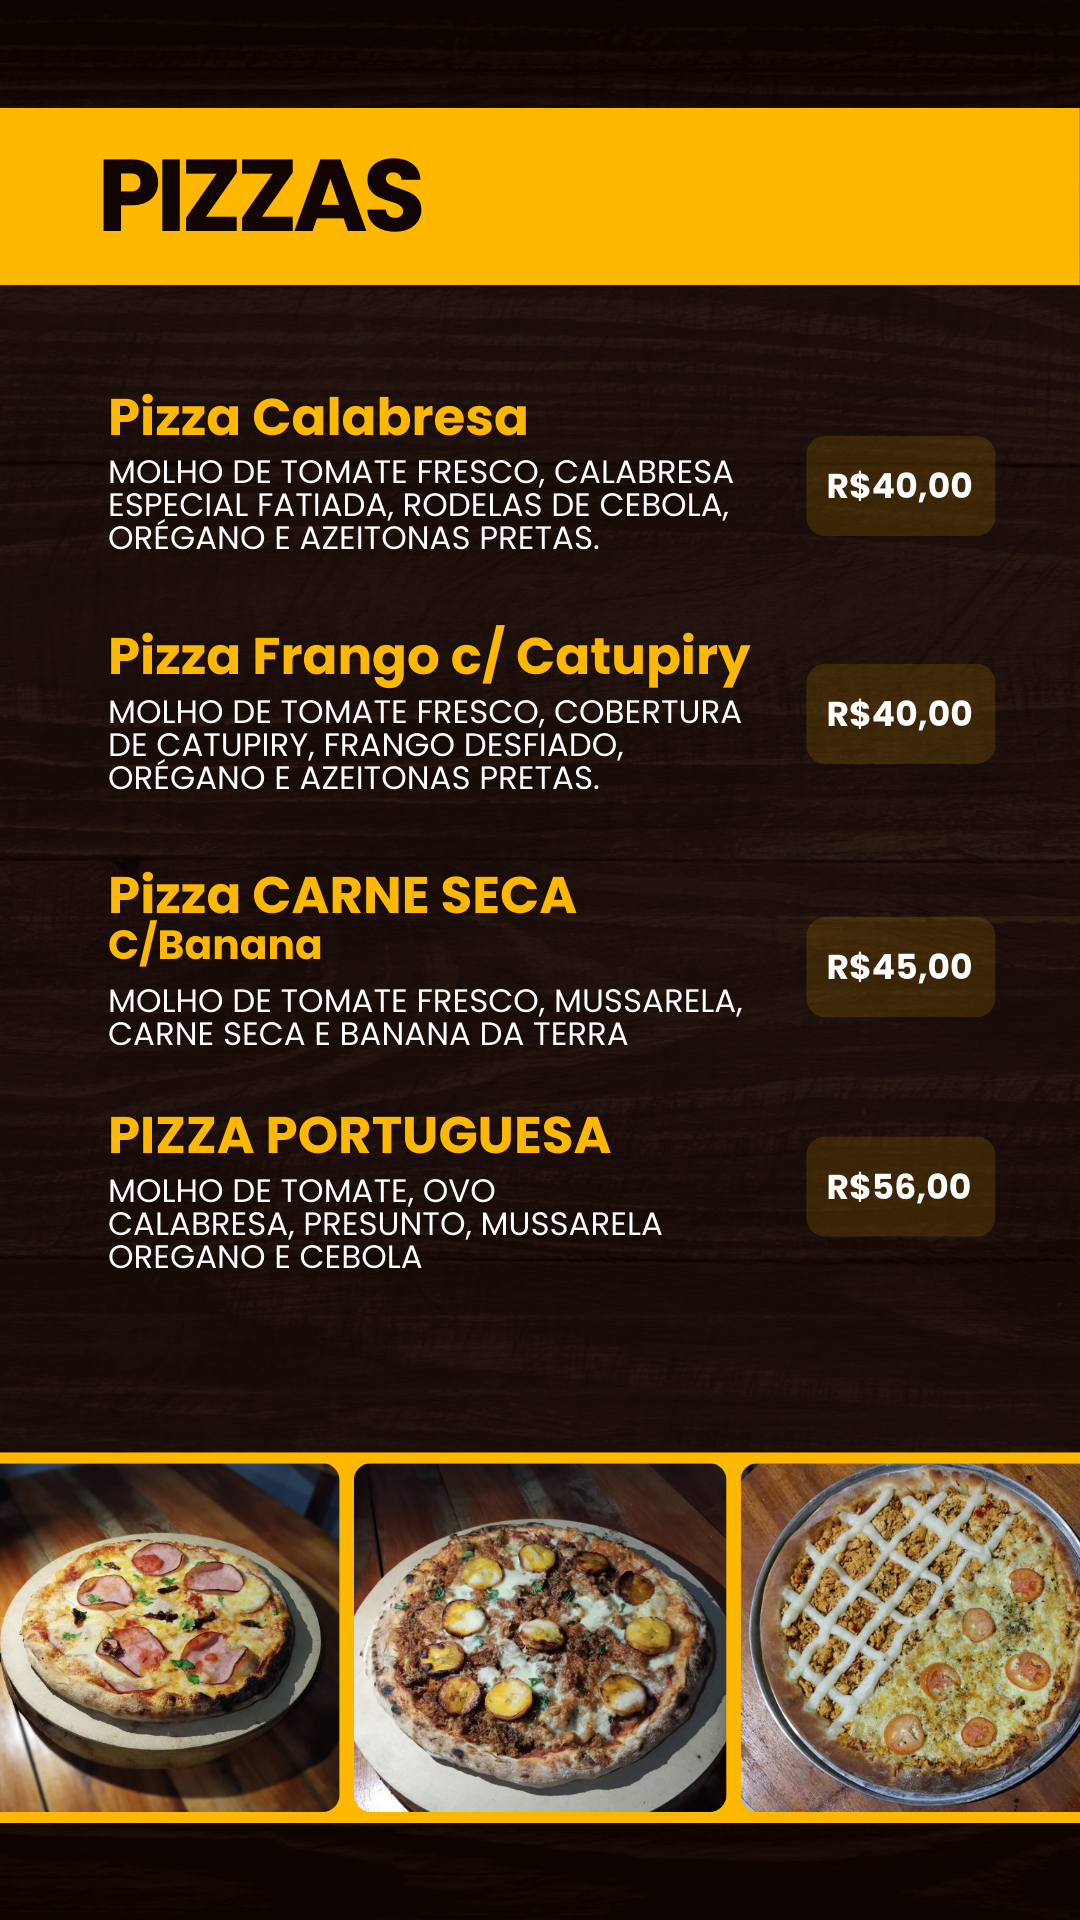 PIZZAS
Pizza Calabresa
MOLHO DE TOMATE FRESCO, CALABRESA
ESPECIAL FATIADA, RODELAS DE CEBOLA,
ORÉGANO E AZEITONAS PRETAS.
R$40,00
Pizza Frango c/ Catupiry
MOLHO DE TOMATE FRESCO, COBERTURA
DE CATUPIRY, FRANGO DESFIADO,
ORÉGANO E AZEITONAS PRETAS.
R$40,00
Pizza CARNE SECA
C/Banana
MOLHO DE TOMATE FRESCO, MUSSARELA,
CARNE SECA E BANANA DA TERRA
R$45,00
PIZZA PORTUGUESA
MOLHO DE TOMATE, OVO
CALABRESA, PRESUNTO, MUSSARELA
OREGANO E CEBOLA
R$56,00